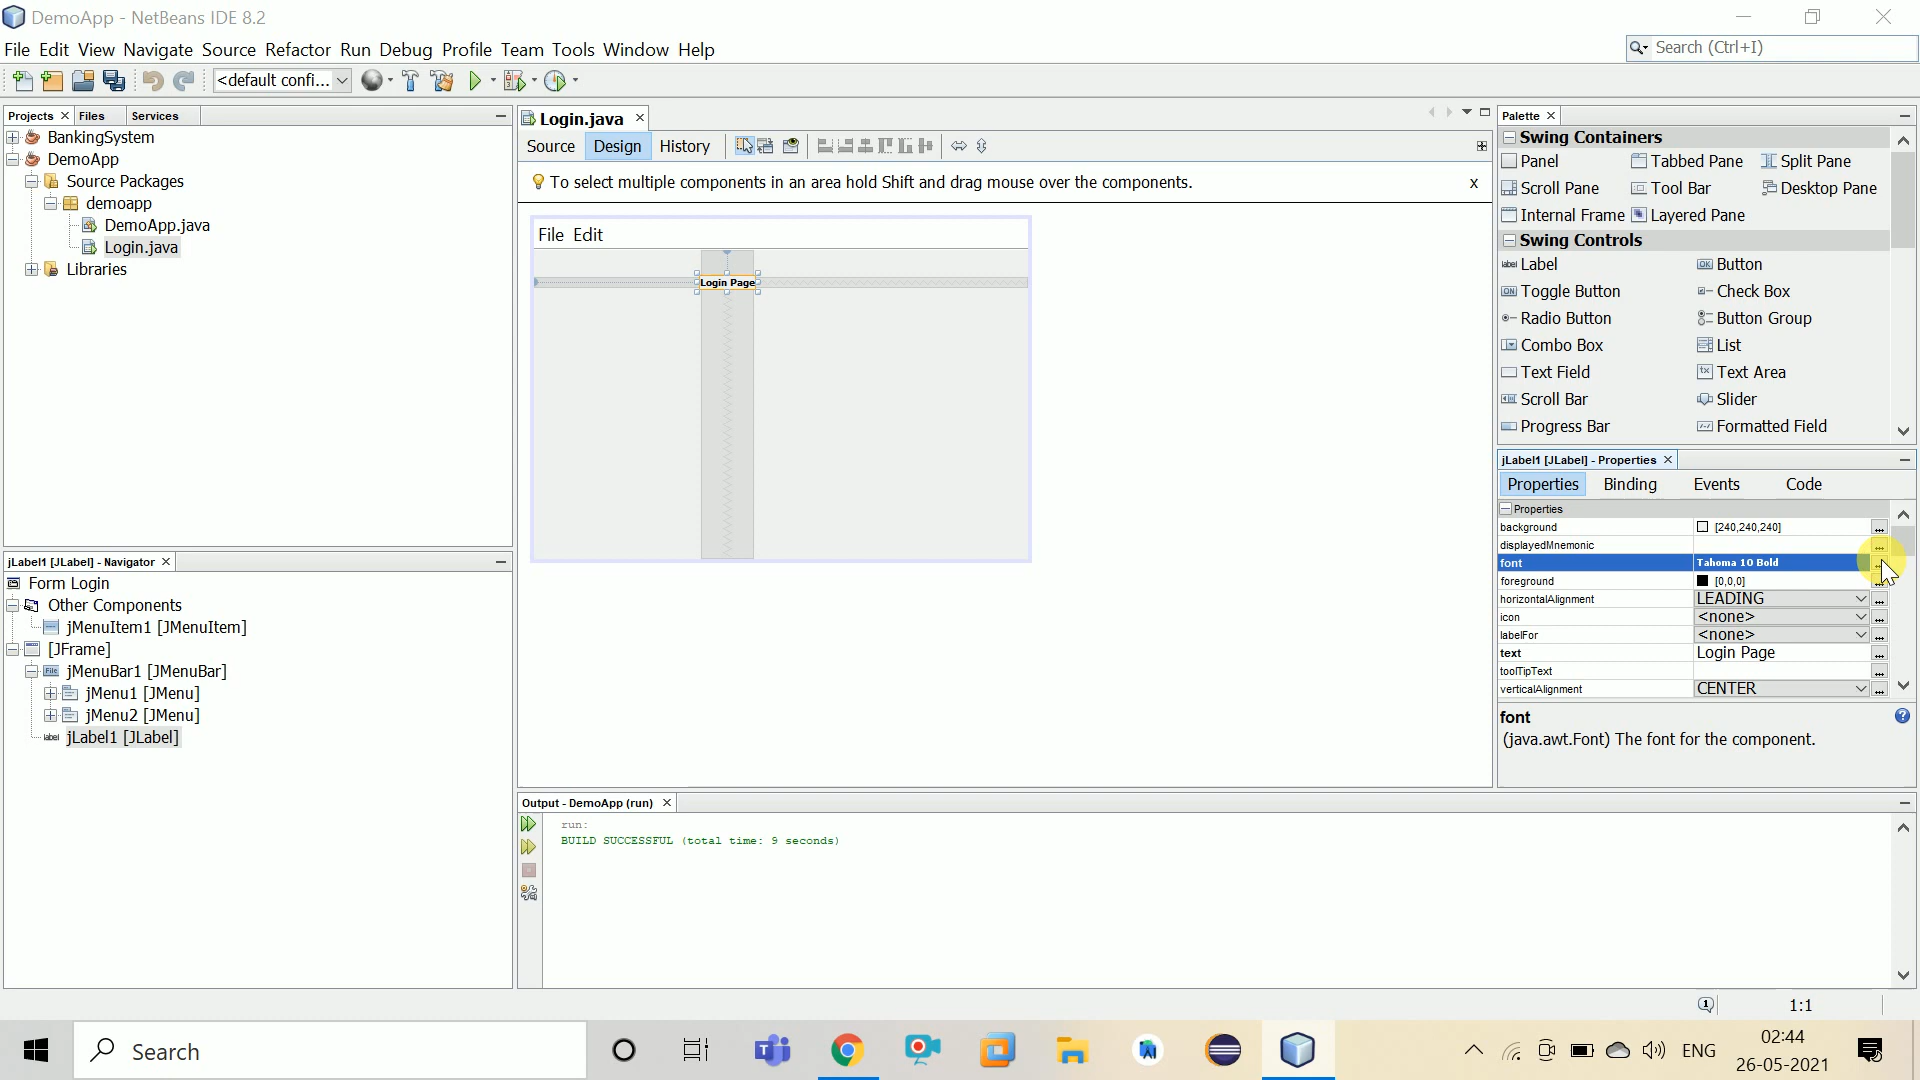 DemoApp - NetBeans IDE 8.2
File Edit View Navigate Source Refactor Run Debug Profile Team Tools Window Help
Search (Ctrl+I)
<default confi...
Projects Files Services
BankingSystem
DemoApp
Source Packages
demoapp
DemoApp.java
Login.java
Libraries
jLabel1 [JLabel] - Navigator
Form Login
Other Components
jMenuItem1 [JMenuItem]
[JFrame]
jMenuBar1 [JMenuBar]
jMenu1 [JMenu]
jMenu2 [JMenu]
label jLabel1 [JLabel]
Login.java
Source Design History
To select multiple components in an area hold Shift and drag mouse over the components. x
File Edit
Login Page
Output - DemoApp (run)
run:
BUILD SUCCESSFUL (total time: 9 seconds)
Palette
Swing Containers
Panel Tabbed Pane Split Pane
Scroll Pane Tool Bar Desktop Pane
Internal Frame Layered Pane
Swing Controls
label Label OK Button
ON Toggle Button Check Box
Radio Button Button Group
Combo Box List
Text Field Text Area
Scroll Bar Slider
Progress Bar Formatted Field
jLabel1 [JLabel] - Properties
Properties Binding Events Code
Properties
background [240,240,240] ...
displayedMnemonic ...
font Tahoma 10 Bold ...
foreground [0,0,0] ...
horizontalAlignment LEADING ...
icon <none> ...
labelFor <none> ...
text Login Page ...
toolTipText ...
verticalAlignment CENTER ...
font
(java.awt.Font) The font for the component.
1:1
Search
ENG
02:44
26-05-2021